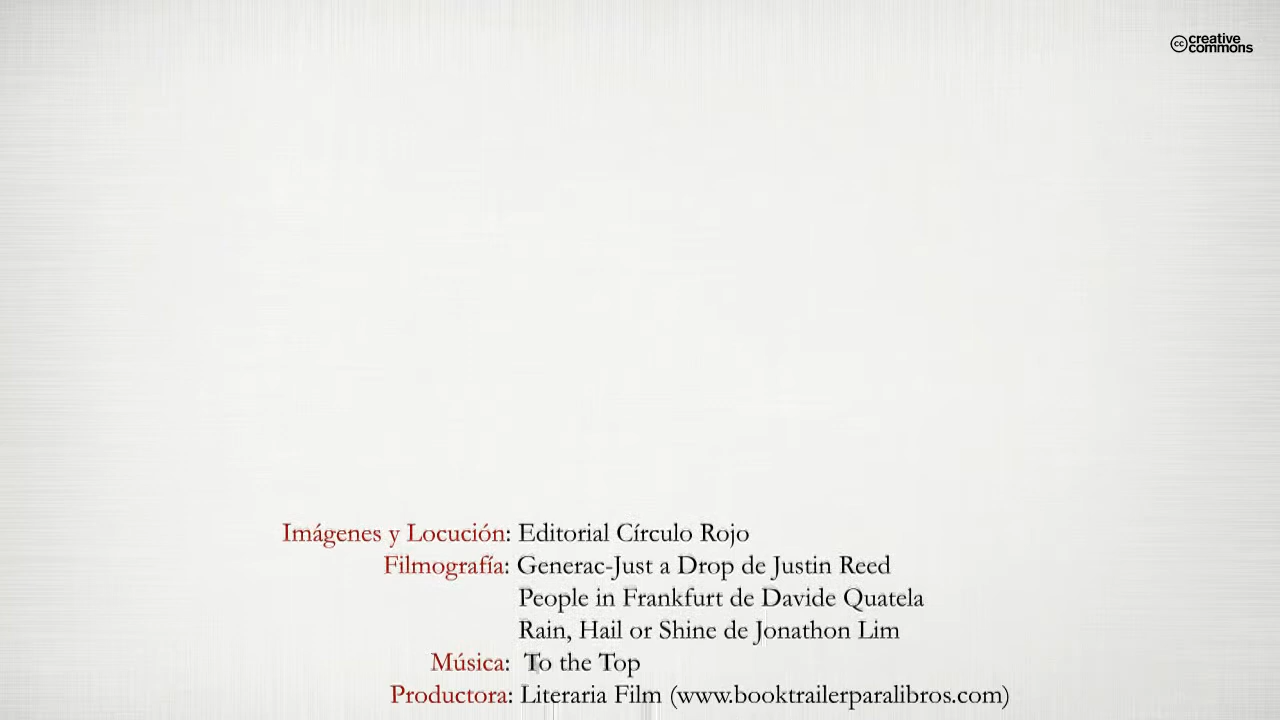 cc creative commons
Imágenes y Locución: Editorial Círculo Rojo
Filmografía: Generac-Just a Drop de Justin Reed
People in Frankfurt de Davide Quatela
Rain, Hail or Shine de Jonathon Lim
Música: To the Top
Productora: Literaria Film (www.booktrailerparalibros.com)